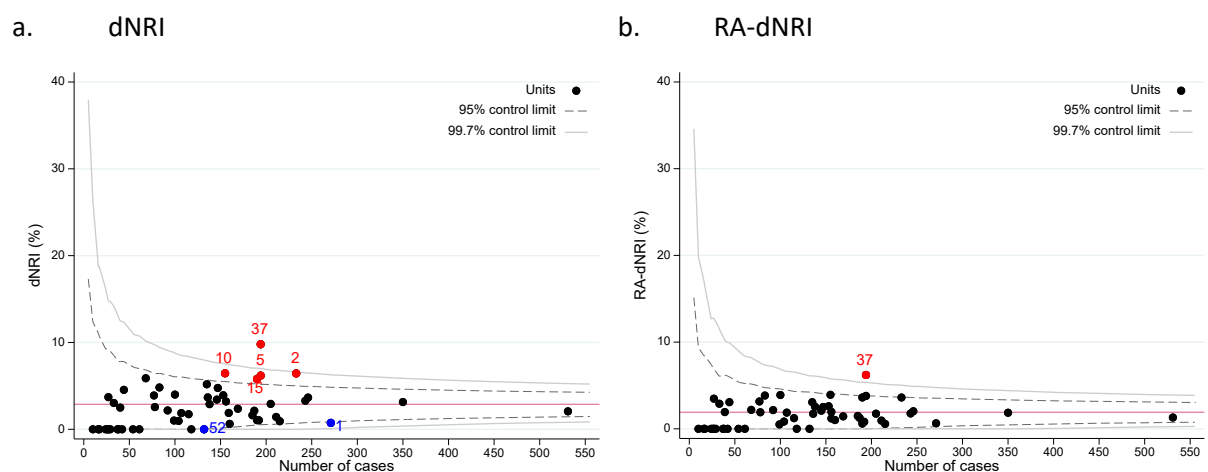 a. dNRI
b. RA-dNRI
40
30
20
10
0
dNRI (%)
Units
95% control limit
99.7% control limit
37
10
5
2
15
52
1
0 50 100 150 200 250 300 350 400 450 500 550
Number of cases
40
30
20
10
0
RA-dNRI (%)
Units
95% control limit
99.7% control limit
37
0 50 100 150 200 250 300 350 400 450 500 550
Number of cases